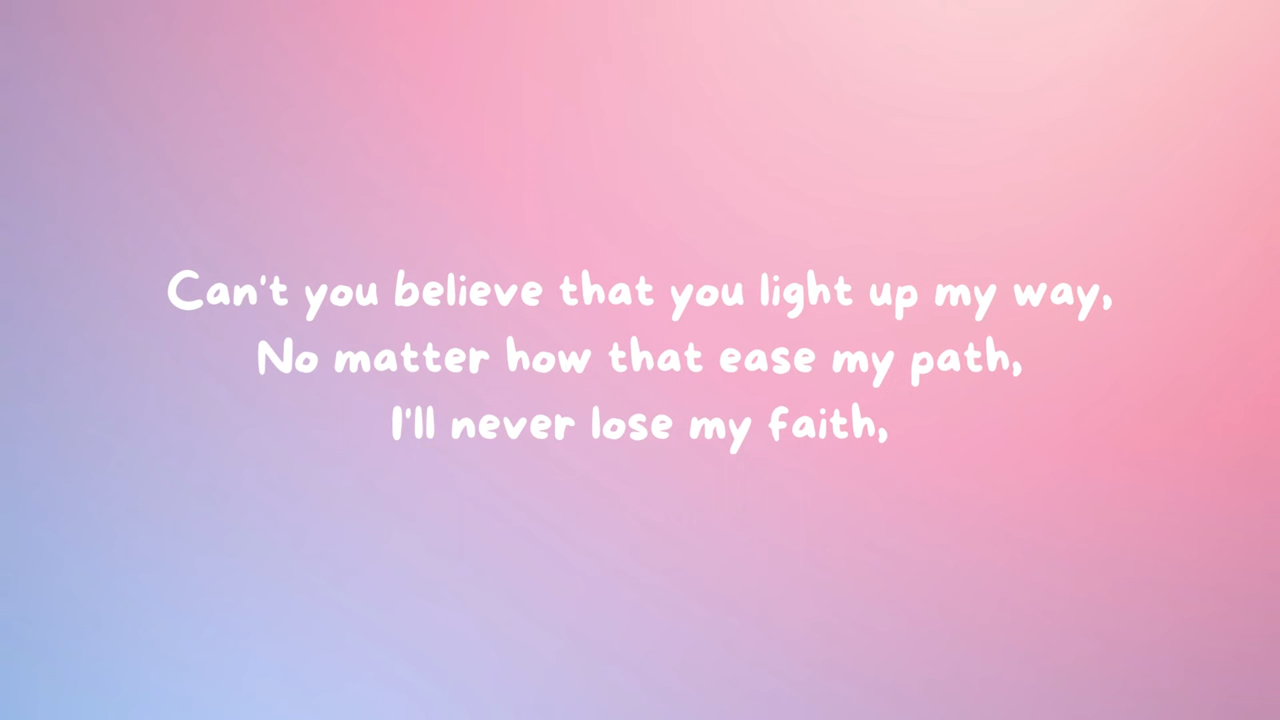 Can't you believe that you light up my way,
No matter how that ease my path,
I'll never lose my faith,